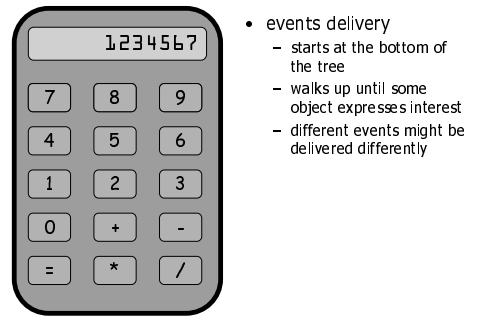 1234567
7 8 9
4 5 6
1 2 3
0 + -
= * /
• events delivery
– starts at the bottom of
the tree
– walks up until some
object expresses interest
– different events might be
delivered differently